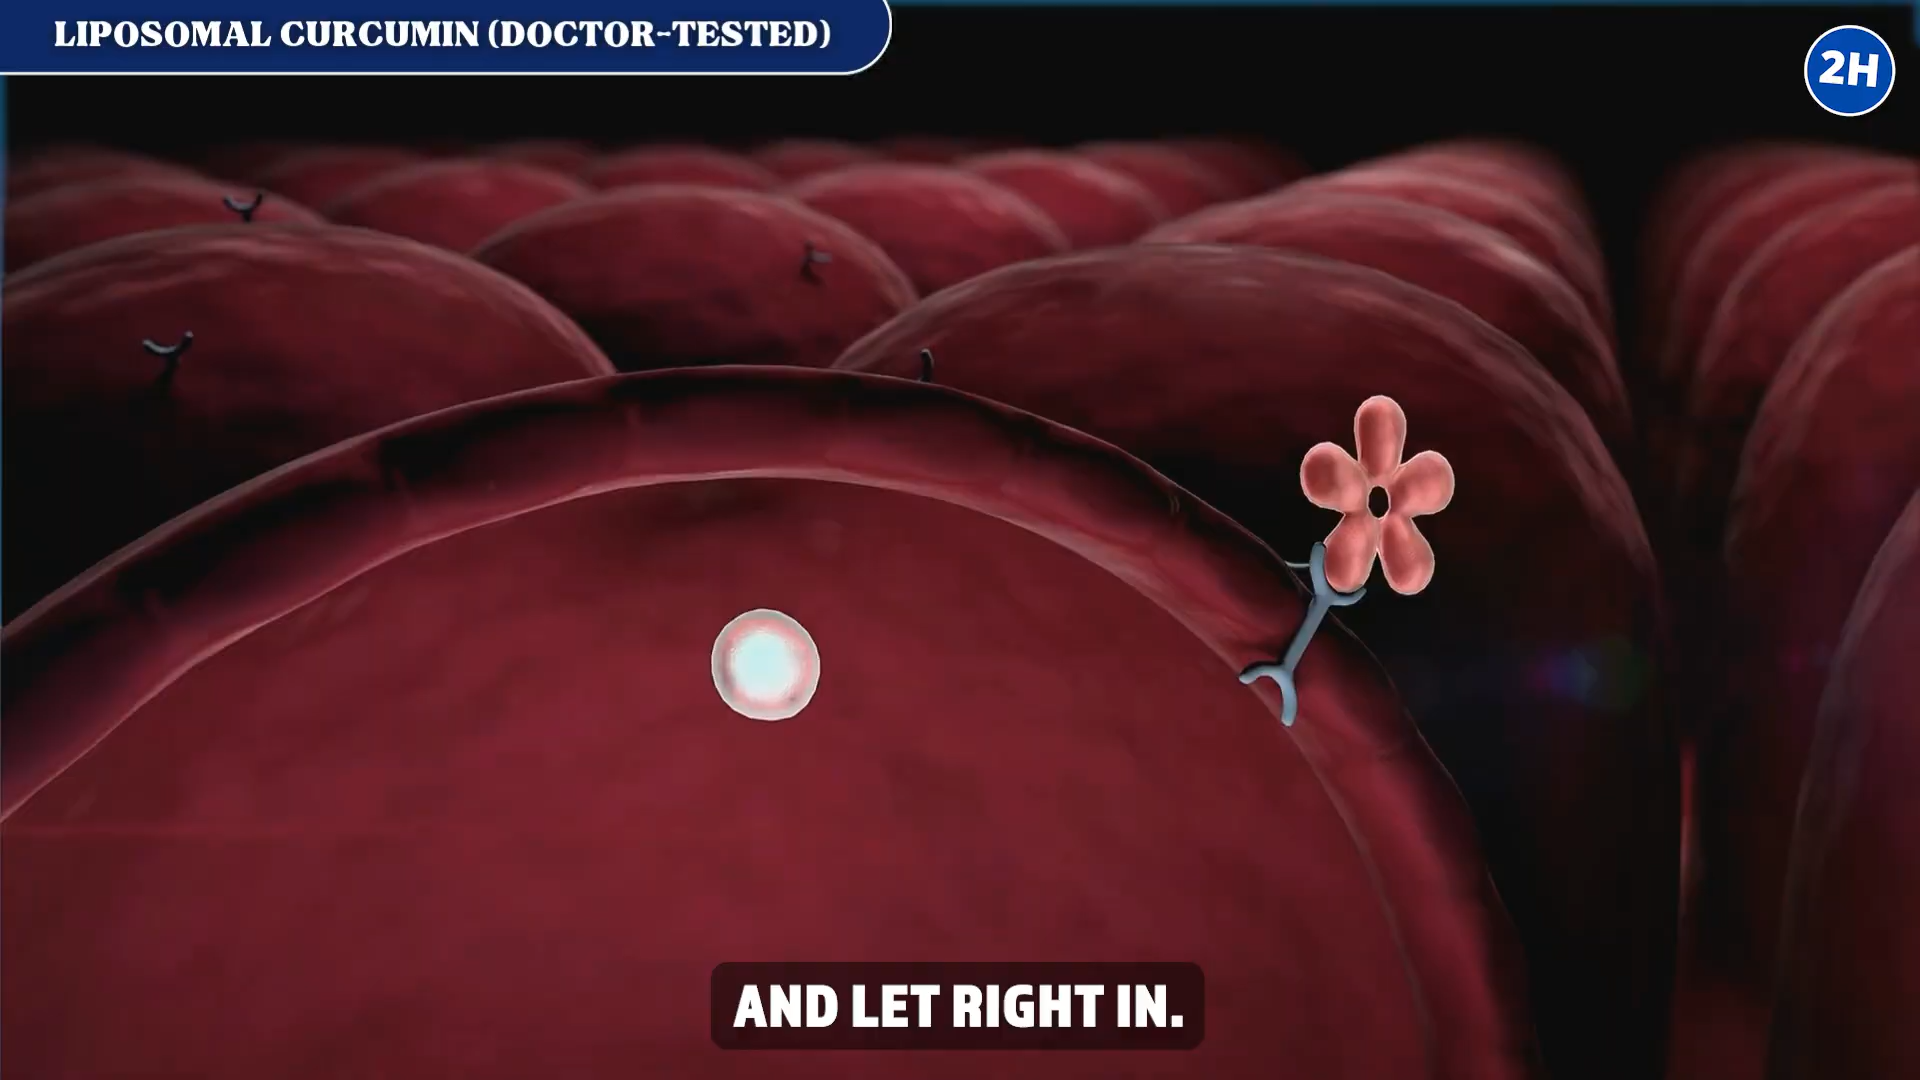 LIPOSOMAL CURCUMIN (DOCTOR-TESTED)
2H
AND LET RIGHT IN.